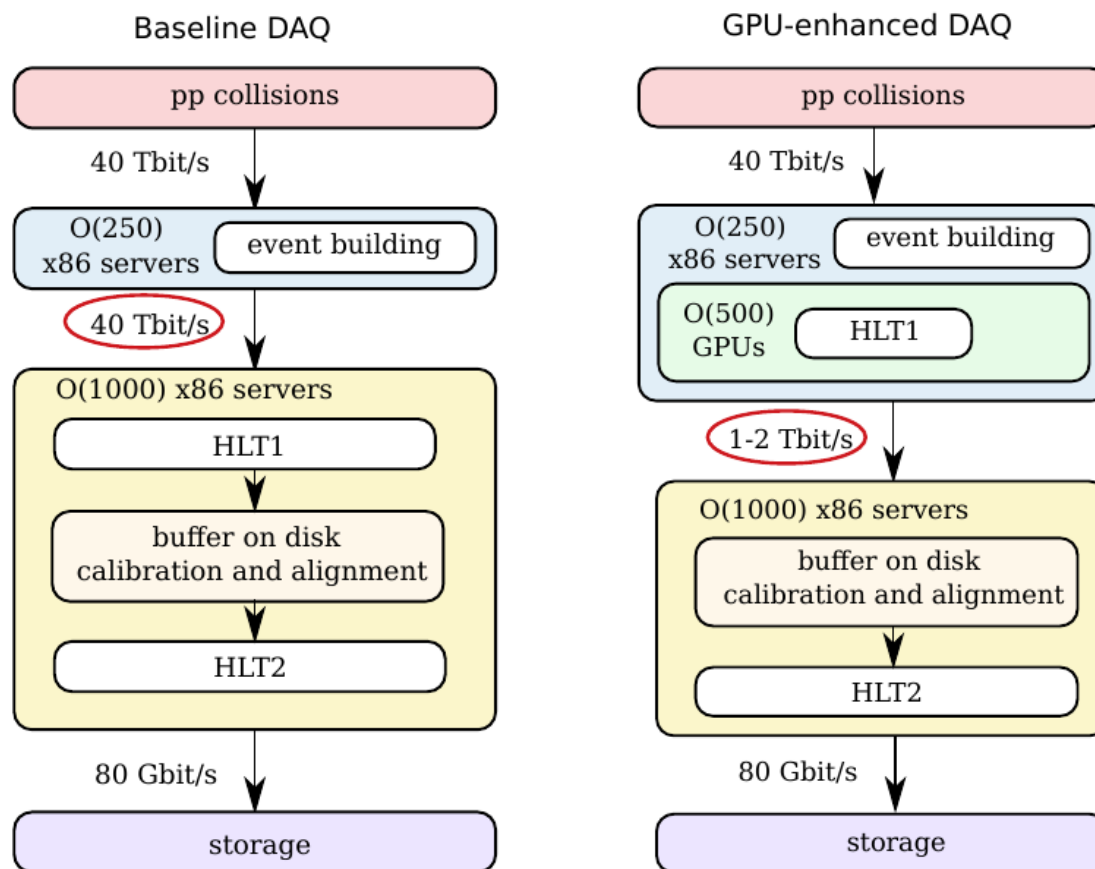 Baseline DAQ
pp collisions
40 Tbit/s
O(250)
x86 servers
event building
40 Tbit/s
O(1000) x86 servers
HLT1
buffer on disk
calibration and alignment
HLT2
80 Gbit/s
storage
GPU-enhanced DAQ
pp collisions
40 Tbit/s
O(250)
x86 servers
event building
O(500)
GPUs
HLT1
1-2 Tbit/s
O(1000) x86 servers
buffer on disk
calibration and alignment
HLT2
80 Gbit/s
storage